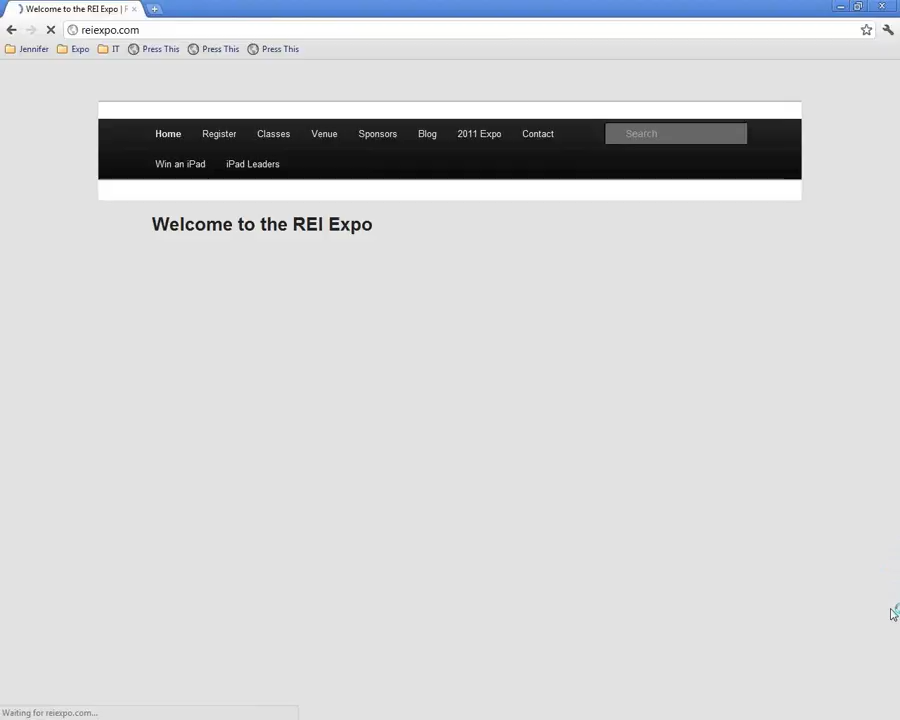 Welcome to the REI Expo |
reiexpo.com
Jennifer Expo IT Press This Press This Press This
Home Register Classes Venue Sponsors Blog 2011 Expo Contact Search
Win an iPad iPad Leaders
Welcome to the REI Expo
Waiting for reiexpo.com...